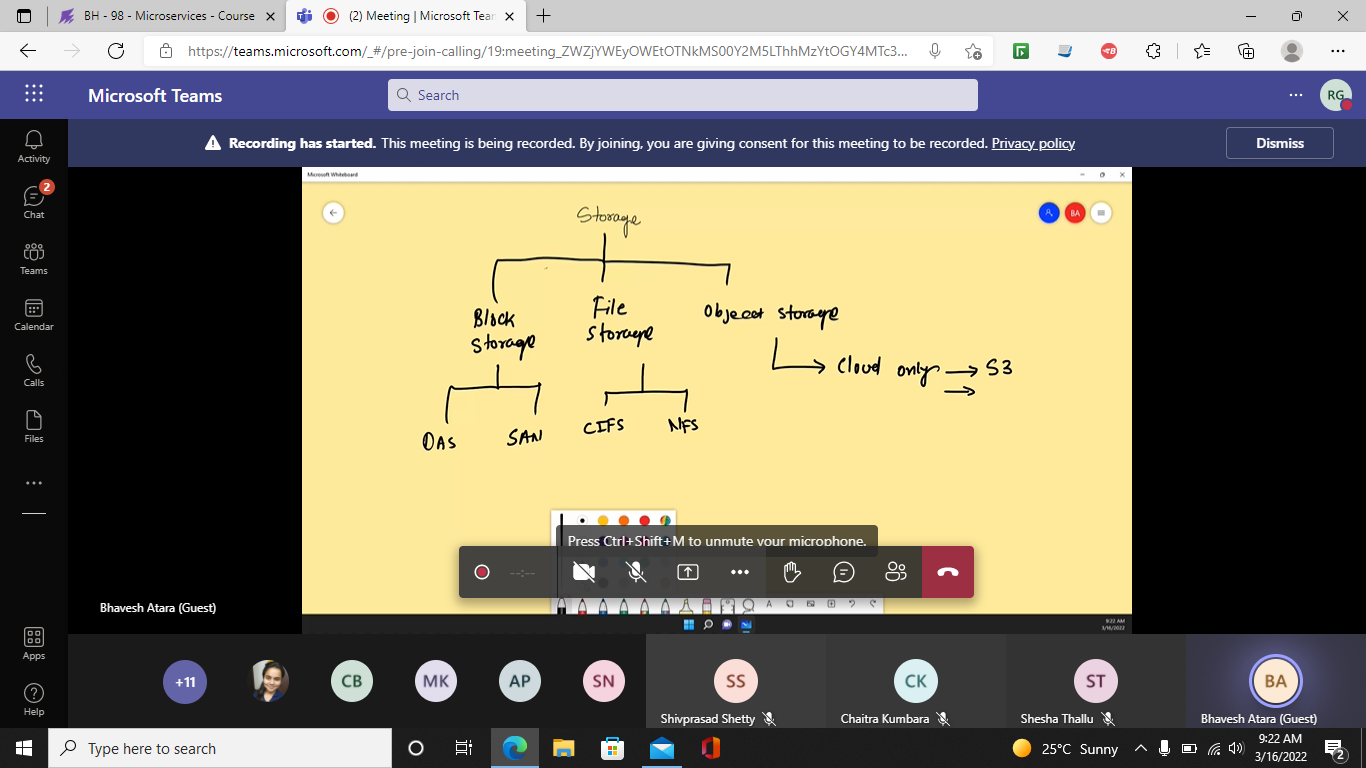 BH - 98 - Microservices - Course
(2) Meeting | Microsoft Tear
https://teams.microsoft.com/_#/pre-join-calling/19:meeting_ZWZjYWEyOWEtOTNkMS00Y2M5LThhMzYtOGY4MTc3...
Microsoft Teams
Search
RG
Recording has started. This meeting is being recorded. By joining, you are giving consent for this meeting to be recorded. Privacy policy
Dismiss
Activity
2
Chat
Teams
Calendar
Calls
Files
Apps
Help
Microsoft Whiteboard
BA
Storage
Block
Storage
File
Storage
Object Storage
Cloud only → S3
DAS
SAN
CIFS
NFS
Press Ctrl+Shift+M to unmute your microphone.
--:--
Bhavesh Atara (Guest)
9:22 AM
3/16/2022
+11
CB
MK
AP
SN
SS
Shivprasad Shetty
CK
Chaitra Kumbara
ST
Shesha Thallu
BA
Bhavesh Atara (Guest)
Type here to search
25°C Sunny
9:22 AM
3/16/2022
2